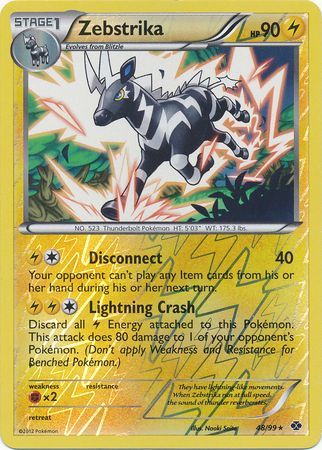 STAGE 1 Zebstrika HP 90
Evolves from Blitzle
NO. 523 Thunderbolt Pokémon HT: 5'03" WT: 175.3 lbs.
Disconnect 40
Your opponent can't play any Item cards from his or
her hand during his or her next turn.
Lightning Crash
Discard all Energy attached to this Pokémon.
This attack does 80 damage to 1 of your opponent's
Pokémon. (Don't apply Weakness and Resistance for
benched Pokémon.)
weakness resistance
×2
retreat
They have lightning-like movements.
When Zebstrika run at full speed,
the sound of thunder reverberates.
©2012 Pokémon
Illus. Naoki Saito
48/99